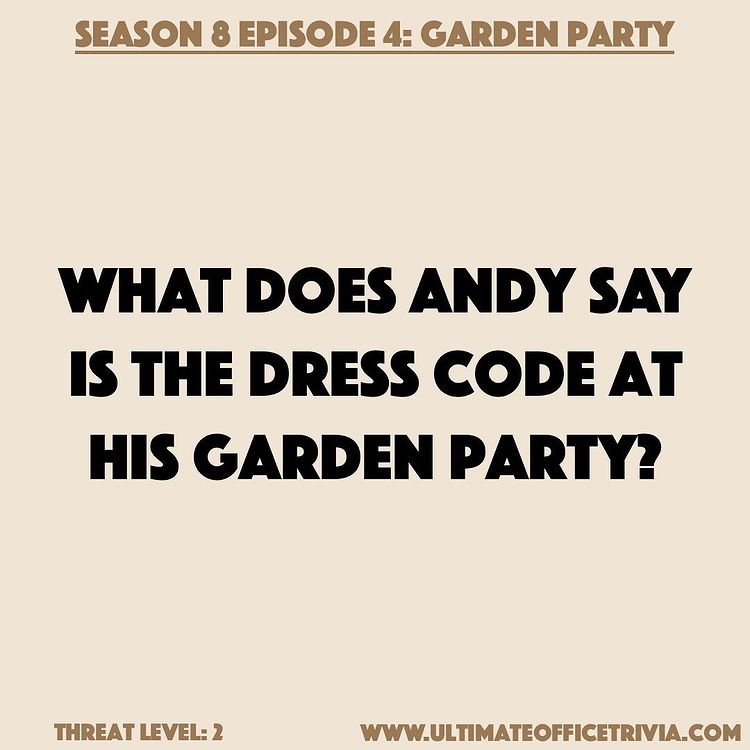 SEASON 8 EPISODE 4: GARDEN PARTY
WHAT DOES ANDY SAY
IS THE DRESS CODE AT
HIS GARDEN PARTY?
THREAT LEVEL: 2
WWW.ULTIMATEOFFICETRIVIA.COM